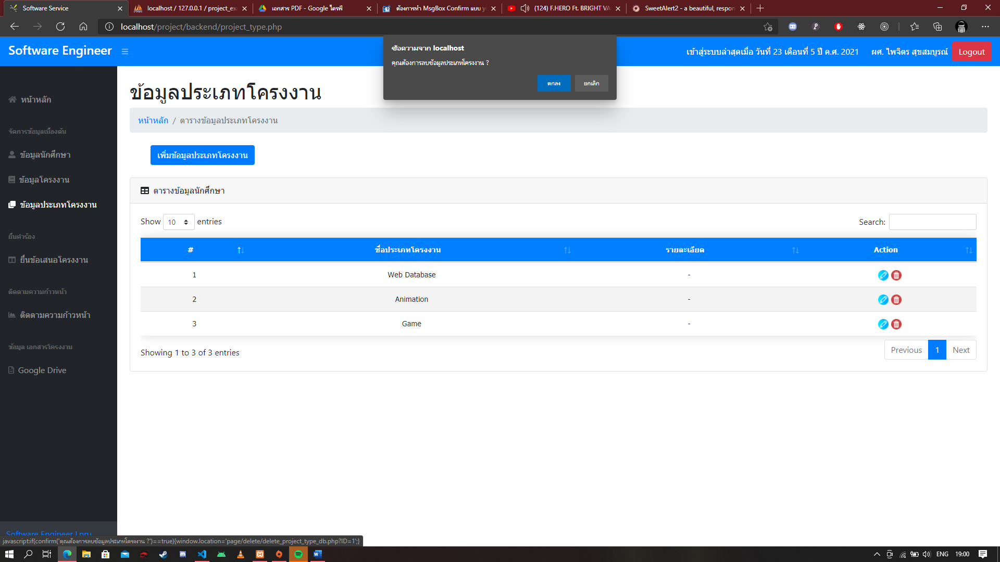 Software Service
localhost / 127.0.0.1 / project_exa
เอกสาร PDF - Google ไดรฟ์
ต้องการทำ MsgBox Confirm แบบ y
(124) F.HERO Ft. BRIGHT VA
SweetAlert2 - a beautiful, respon
localhost/project/backend/project_type.php
Software Engineer
เข้าสู่ระบบล่าสุดเมื่อ วันที่ 23 เดือนที่ 5 ปี ค.ศ. 2021
ผศ. ไพจิตร สุขสมบูรณ์
Logout
ข้อความจาก localhost
คุณต้องการลบข้อมูลประเภทโครงงาน ?
ตกลง
ยกเลิก
หน้าหลัก
จัดการข้อมูลเบื้องต้น
ข้อมูลนักศึกษา
ข้อมูลโครงงาน
ข้อมูลประเภทโครงงาน
ยื่นคำร้อง
ยื่นข้อเสนอโครงงาน
ติดตามความก้าวหน้า
ติดตามความก้าวหน้า
ข้อมูล เอกสารโครงงาน
Google Drive
Software Engineer Lpru
ข้อมูลประเภทโครงงาน
หน้าหลัก / ตารางข้อมูลประเภทโครงงาน
เพิ่มข้อมูลประเภทโครงงาน
ตารางข้อมูลนักศึกษา
Show 10 entries
Search:
# ชื่อประเภทโครงงาน รายละเอียด Action
1 Web Database -
2 Animation -
3 Game -
Showing 1 to 3 of 3 entries
Previous 1 Next
javascript:if(confirm('คุณต้องการลบข้อมูลประเภทโครงงาน ?')==true){window.location='page/delete/delete_project_type_db.php?ID=1';}
ENG 19:00